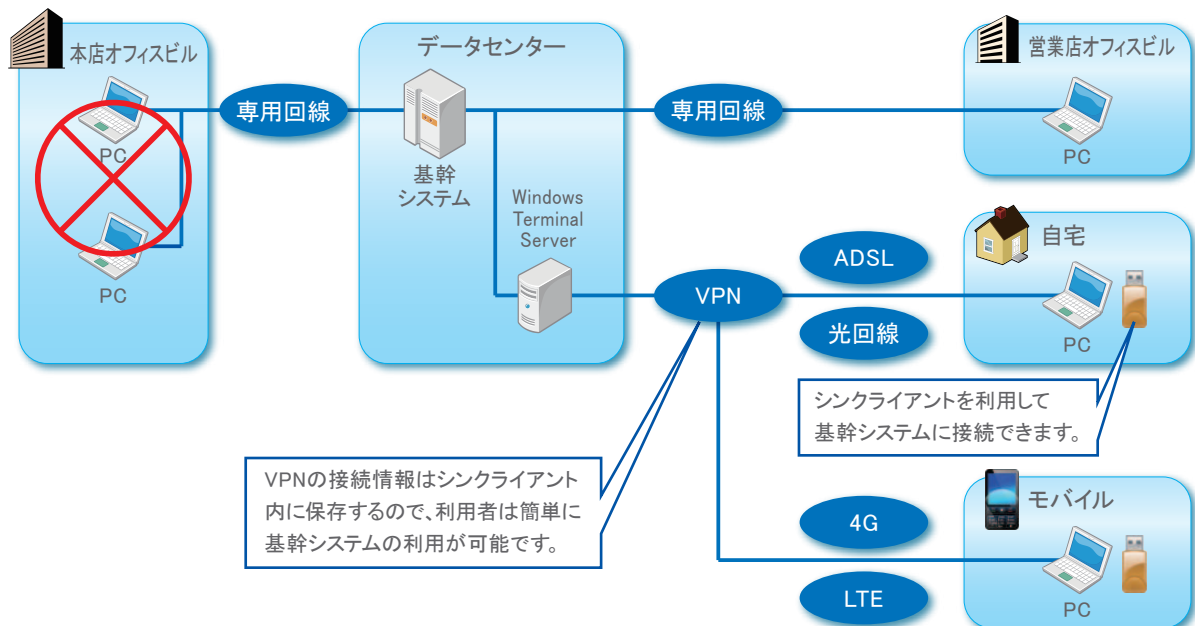 本店オフィスビル
PC
PC
専用回線
データセンター
基幹
システム
Windows
Terminal
Server
専用回線
営業店オフィスビル
PC
VPN
ADSL
光回線
自宅
PC
シンクライアントを利用して
基幹システムに接続できます。
VPNの接続情報はシンクライアント
内に保存するので、利用者は簡単に
基幹システムの利用が可能です。
4G
LTE
モバイル
PC